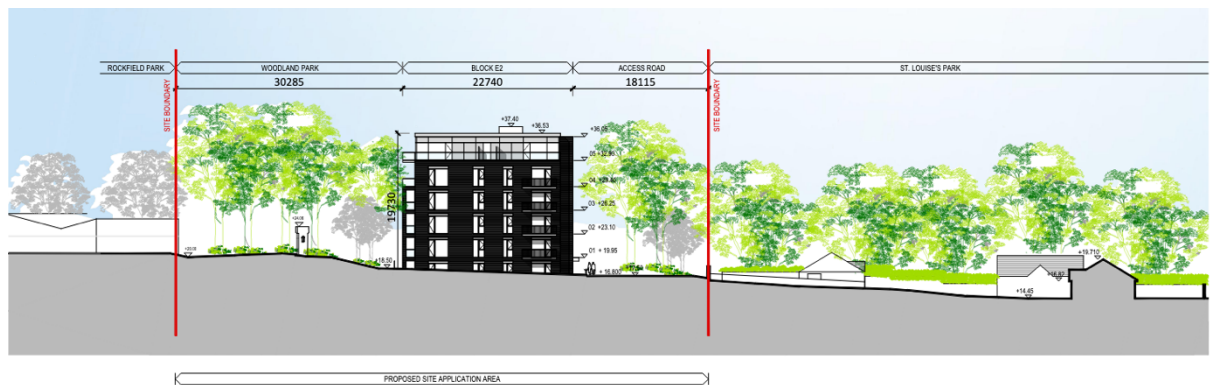 ROCKFIELD PARK
WOODLAND PARK
BLOCK E2
ACCESS ROAD
ST. LOUISE'S PARK
30285
22740
18115
SITE BOUNDARY
SITE BOUNDARY
+37.40
+36.53
+36.05
05
04
03 +26.25
02 +23.10
01 + 19.95
+ 16.800
19730
+18.50
+19.710
+14.45
PROPOSED SITE APPLICATION AREA